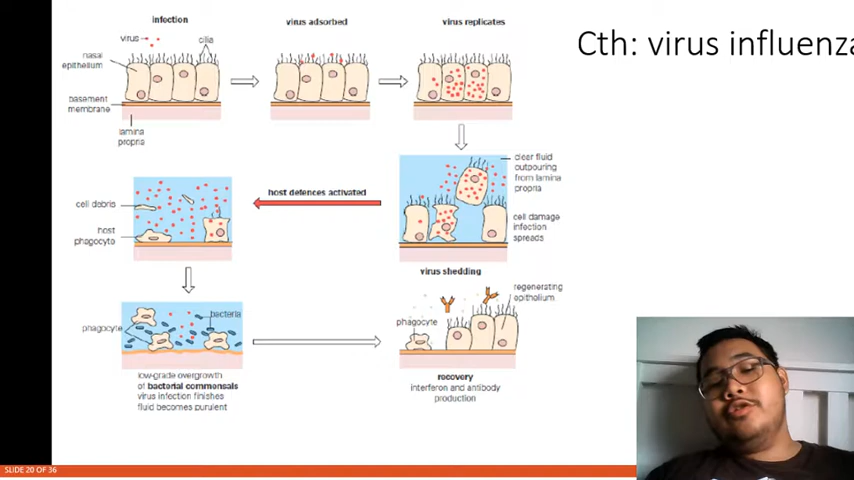 infection
virus adsorbed
virus replicates
virus
cilia
nasal
epithelium
basement
membrane
lamina
propria
Cth: virus influenza
clear fluid
outpouring
from lamina
propria
cell damage
infection
spreads
virus shedding
host defences activated
cell debris
host
phagocyte
phagocyte
bacteria
low-grade overgrowth
of bacterial commensals
virus infection finishes
fluid becomes purulent
regenerating
epithelium
phagocyte
recovery
interferon and antibody
production
SLIDE 20 OF 36